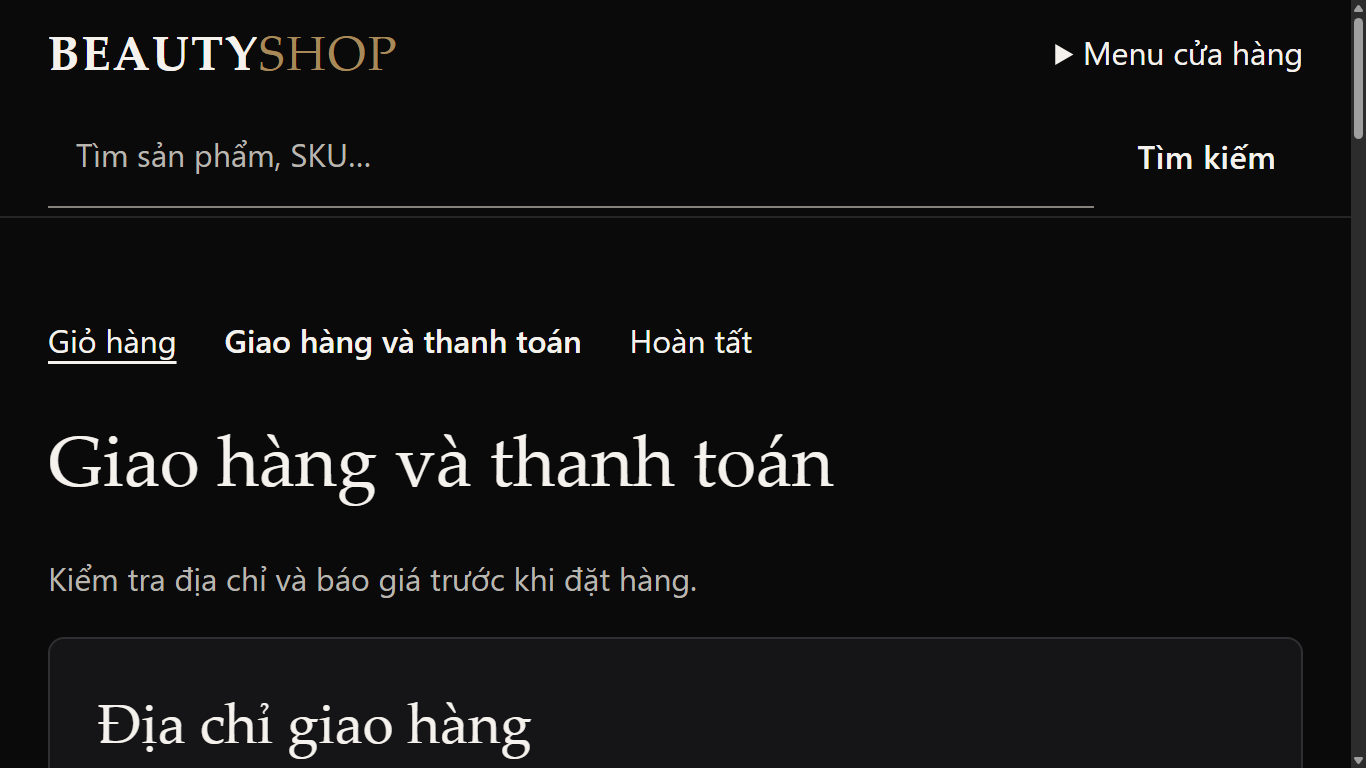 BEAUTYSHOP
▶ Menu cửa hàng
Tìm sản phẩm, SKU...
Tìm kiếm
Giỏ hàng Giao hàng và thanh toán Hoàn tất
Giao hàng và thanh toán
Kiểm tra địa chỉ và báo giá trước khi đặt hàng.
Địa chỉ giao hàng